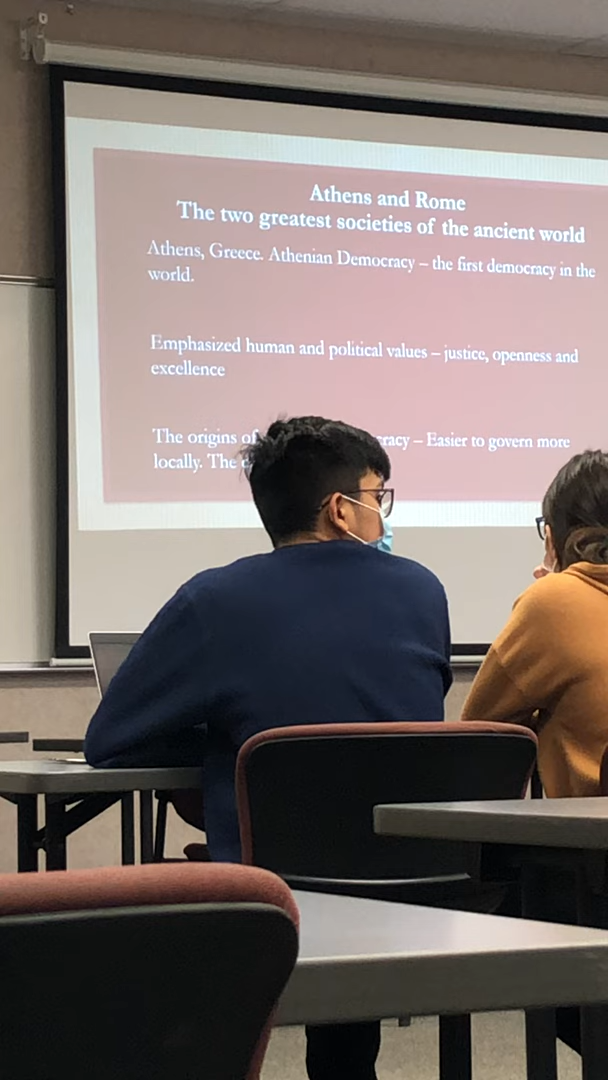 Athens and Rome
The two greatest societies of the ancient world
Athens, Greece. Athenian Democracy – the first democracy in the
world.
Emphasized human and political values – justice, openness and
excellence
The origins of – Easier to govern more
locally. The